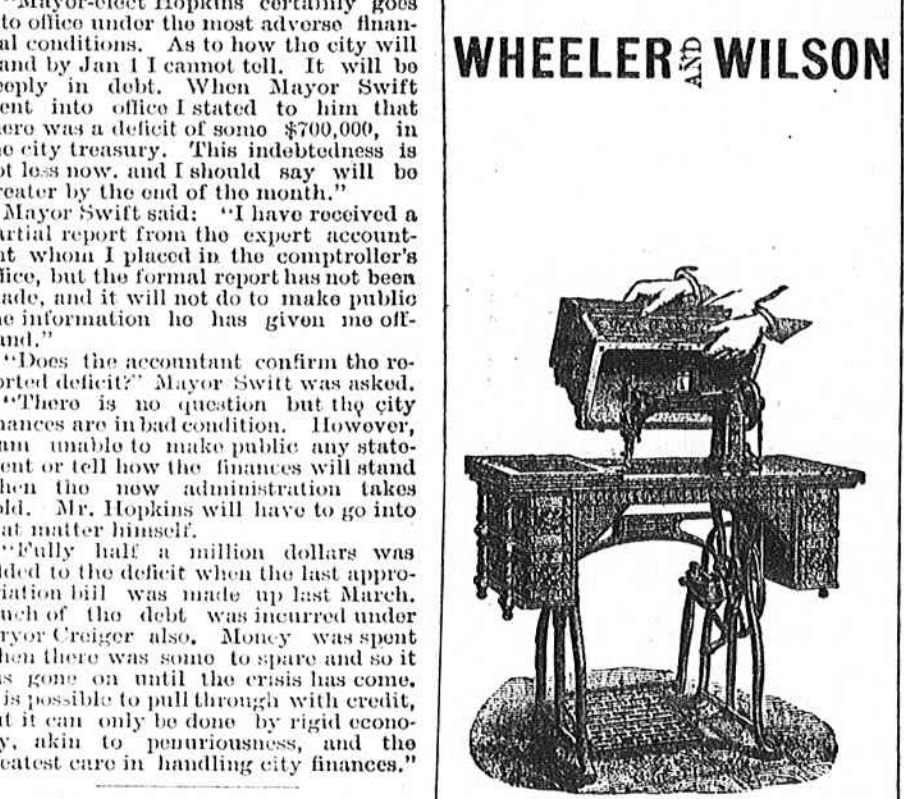 "Mayor-elect Hopkins certainly goes
to office under the most adverse finan-
al conditions. As to how the city will
and by Jan 1 I cannot tell. It will be
eeply in debt. When Mayor Swift
ent into office I stated to him that
ere was a deficit of some $700,000, in
e city treasury. This indebtedness is
ot less now. and I should say will be
reater by the end of the month."
Mayor Swift said: "I have received a
artial report from the expert account-
nt whom I placed in the comptroller's
fice, but the formal report has not been
ade, and it will not do to make public
e information he has given me off-
and."
"Does the accountant confirm the re-
orted deficit?" Mayor Swift was asked.
"There is no question but the city
nances are in bad condition. However,
am unable to make public any state-
ent or tell how the finances will stand
hen the new administration takes
old. Mr. Hopkins will have to go into
at matter himself.
"Fully half a million dollars was
dded to the deficit when the last appro-
iation bill was made up last March.
uch of the debt was incurred under
ryor Creiger also. Money was spent
hen there was some to spare and so it
as gone on until the crisis has come.
is possible to pull through with credit,
ut it can only be done by rigid econo-
y, akin to penuriousness, and the
eatest care in handling city finances."
WHEELER AND WILSON